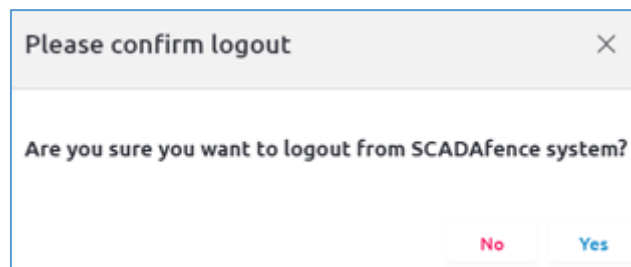 Please confirm logout
Are you sure you want to logout from SCADAfence system?
No Yes